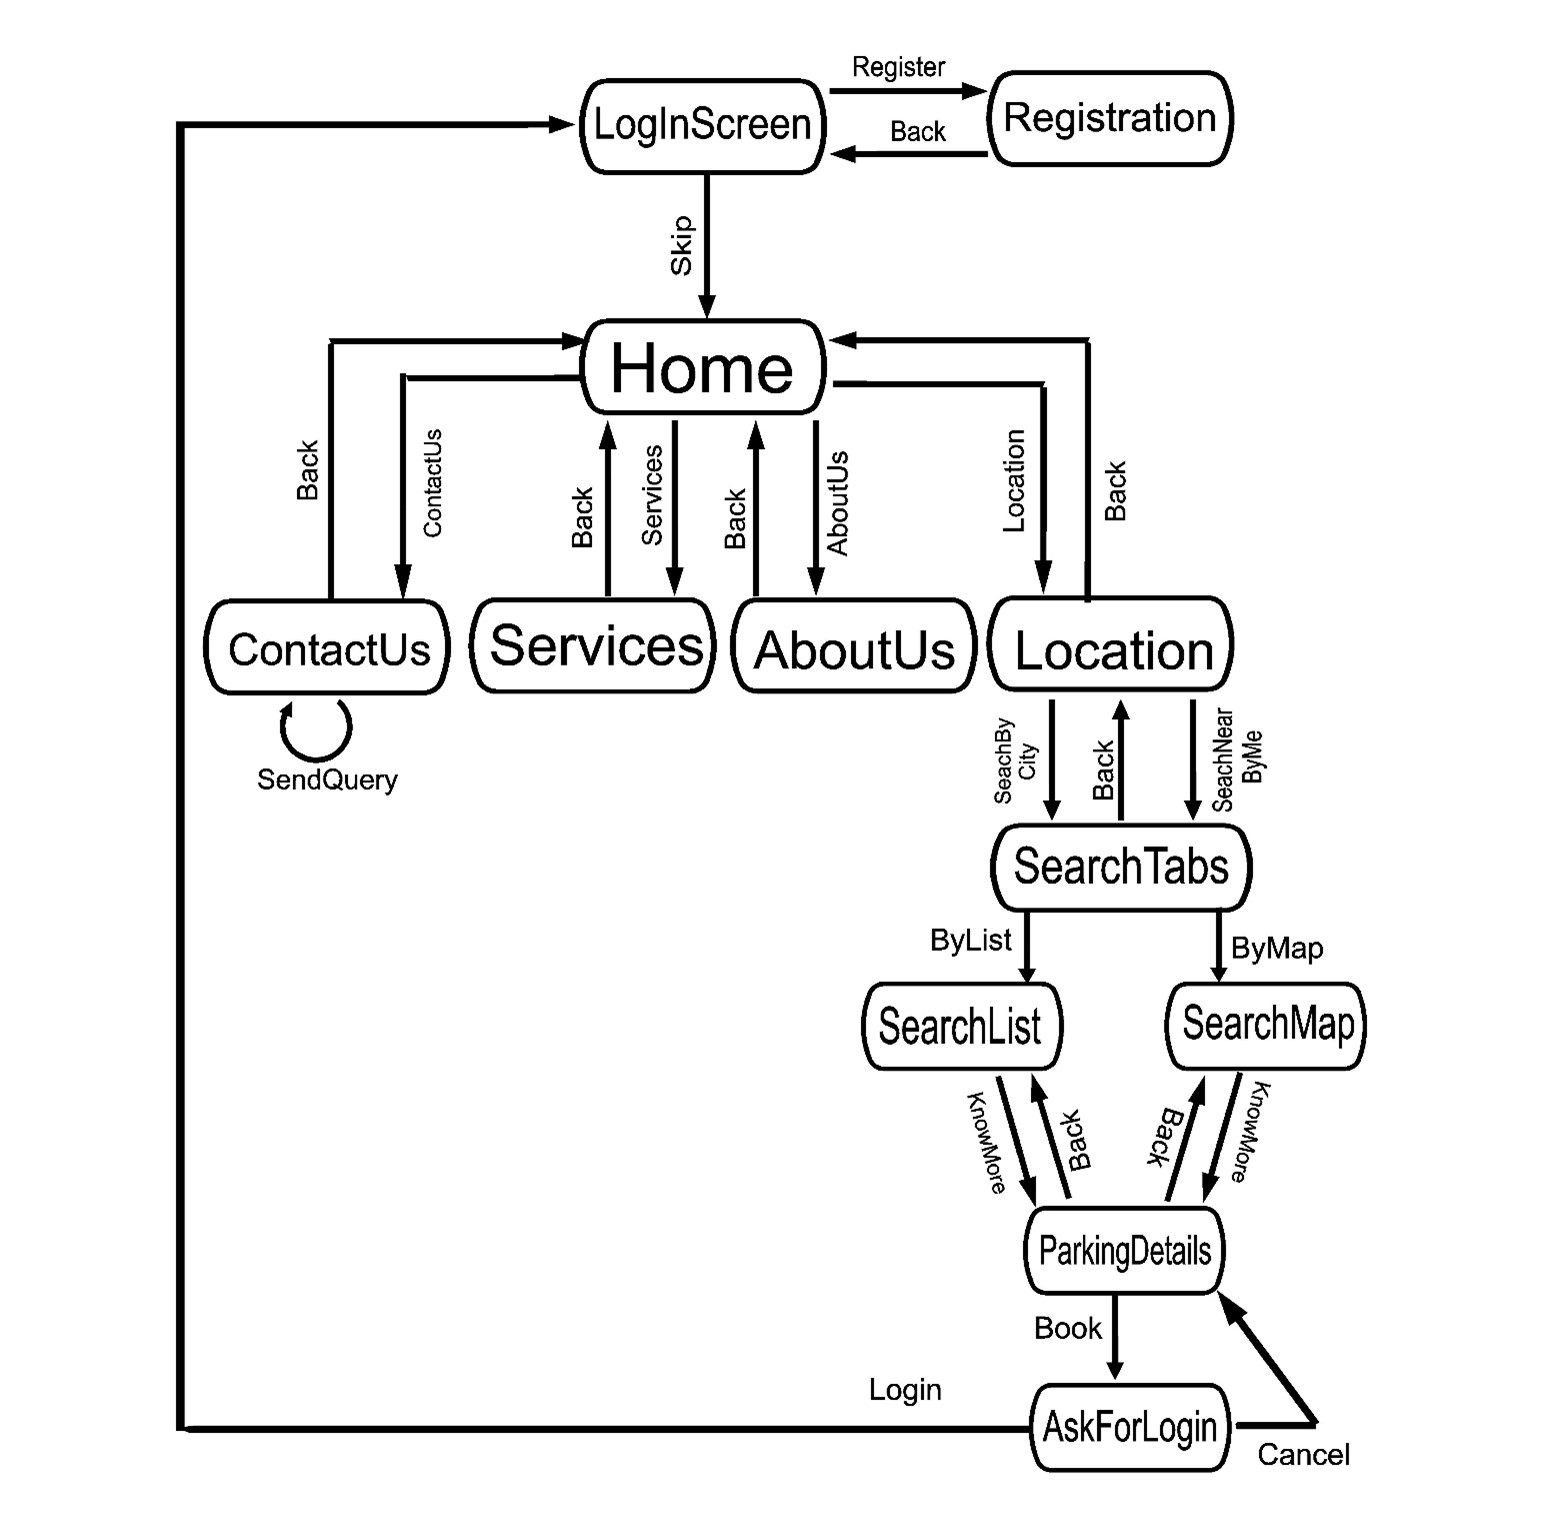 Register
LogInScreen
Registration
Back
Skip
Home
Back
ContactUs
Back
Services
Back
AboutUs
Location
Back
ContactUs
Services
AboutUs
Location
SendQuery
SeachBy
City
Back
SeachNear
ByMe
SearchTabs
ByList
ByMap
SearchList
SearchMap
KnowMore
Back
Back
KnowMore
ParkingDetails
Book
Login
AskForLogin
Cancel